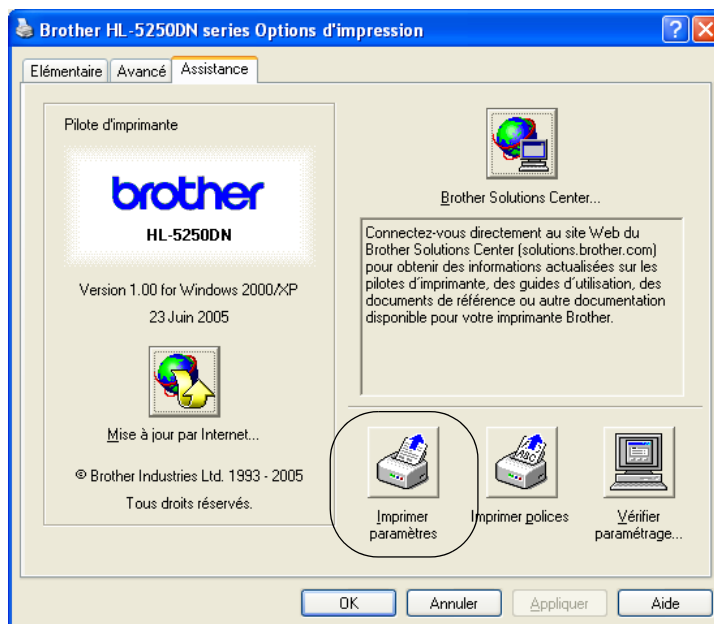 Brother HL-5250DN series Options d'impression
Elémentaire
Avancé
Assistance
Pilote d'imprimante
brother
HL-5250DN
Version 1.00 for Windows 2000/XP
23 Juin 2005
Mise à jour par Internet...
© Brother Industries Ltd. 1993 - 2005
Tous droits réservés.
Brother Solutions Center...
Connectez-vous directement au site Web du
Brother Solutions Center (solutions.brother.com)
pour obtenir des informations actualisées sur les
pilotes d´imprimante, des guides d´utilisation, des
documents de référence ou autre documentation
disponible pour votre imprimante Brother.
Imprimer
paramètres
Imprimer polices
Vérifier
paramétrage...
OK
Annuler
Appliquer
Aide